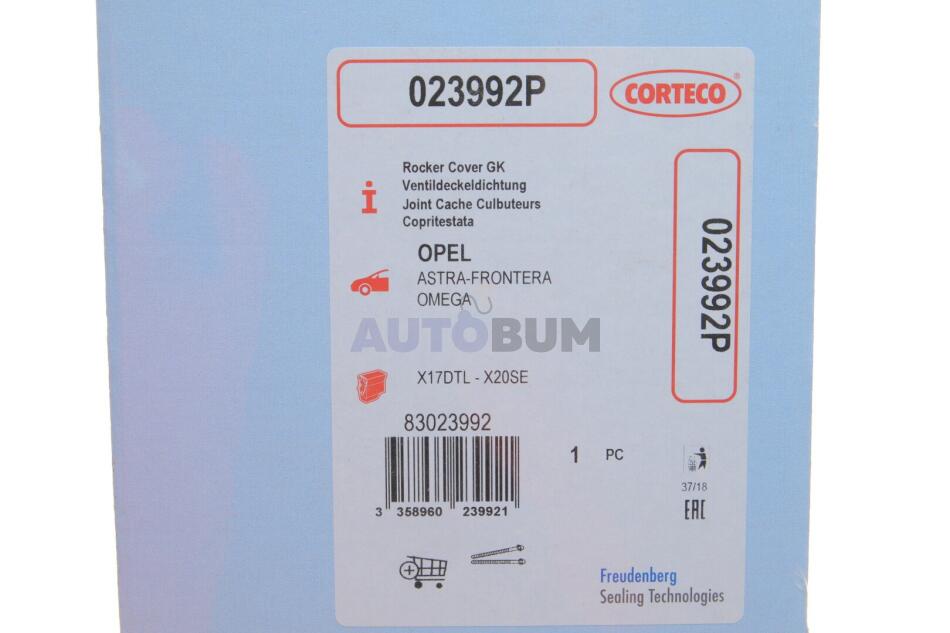 023992P
CORTECO®
Rocker Cover GK
Ventildeckeldichtung
Joint Cache Culbuteurs
Copritestata
OPEL
ASTRA-FRONTERA
OMEGA
AUTOBUM
X17DTL - X20SE
023992P
83023992
3 358960 239921
1 PC
37/18
EAC
Freudenberg
Sealing Technologies